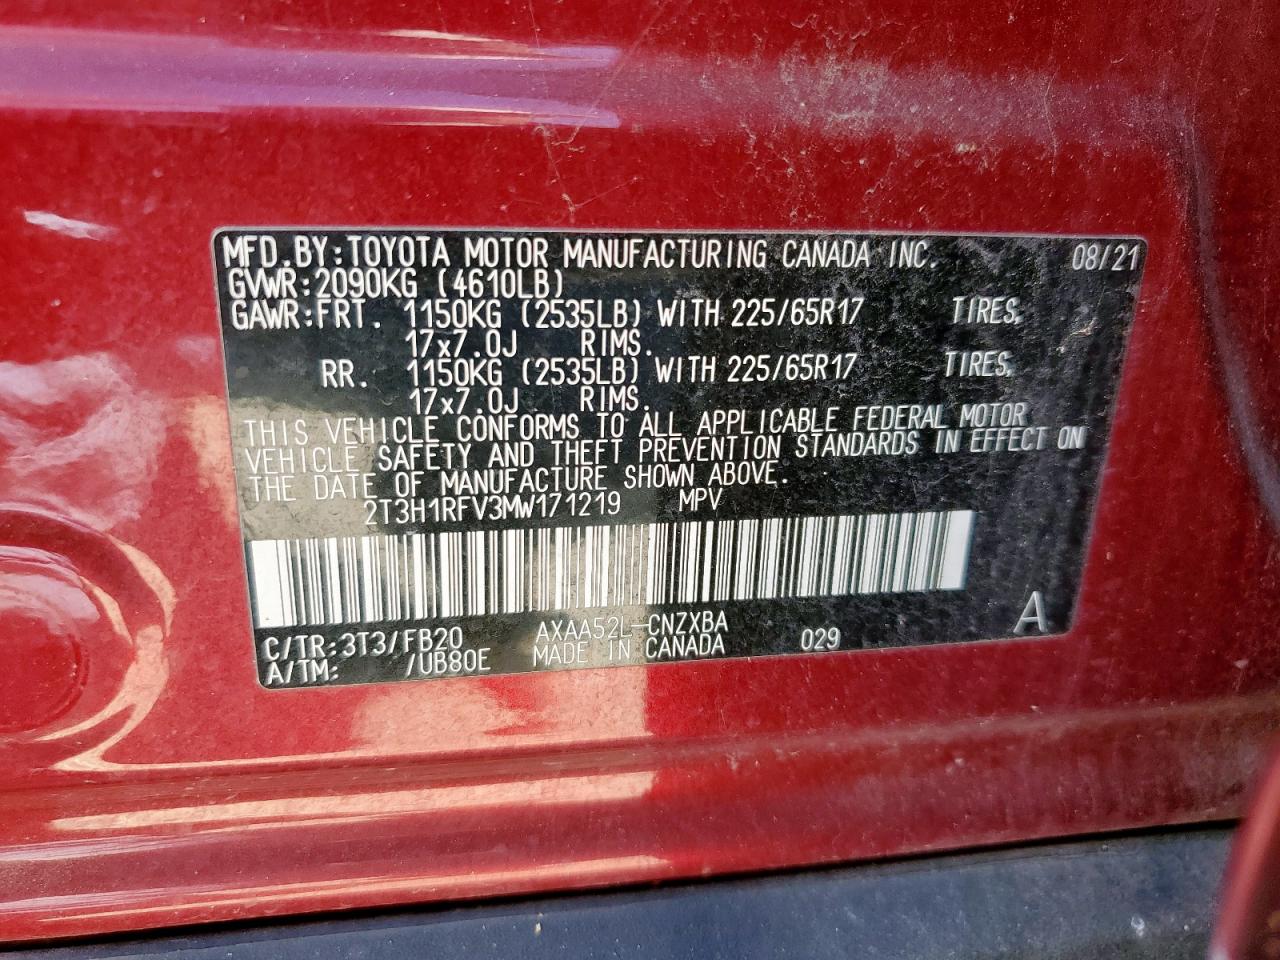 MFD.BY:TOYOTA MOTOR MANUFACTURING CANADA INC. 08/21
GVWR:2090KG (4610LB)
GAWR:FRT. 1150KG (2535LB) WITH 225/65R17 TIRES,
17x7.0J RIMS.
RR. 1150KG (2535LB) WITH 225/65R17 TIRES,
17x7.0J RIMS.
THIS VEHICLE CONFORMS TO ALL APPLICABLE FEDERAL MOTOR
VEHICLE SAFETY AND THEFT PREVENTION STANDARDS IN EFFECT ON
THE DATE OF MANUFACTURE SHOWN ABOVE.
2T3H1RFV3MW171219 MPV
C/TR:3T3/FB20 AXAA52L-CNZXBA 029 A
A/TM: /UB80E MADE IN CANADA